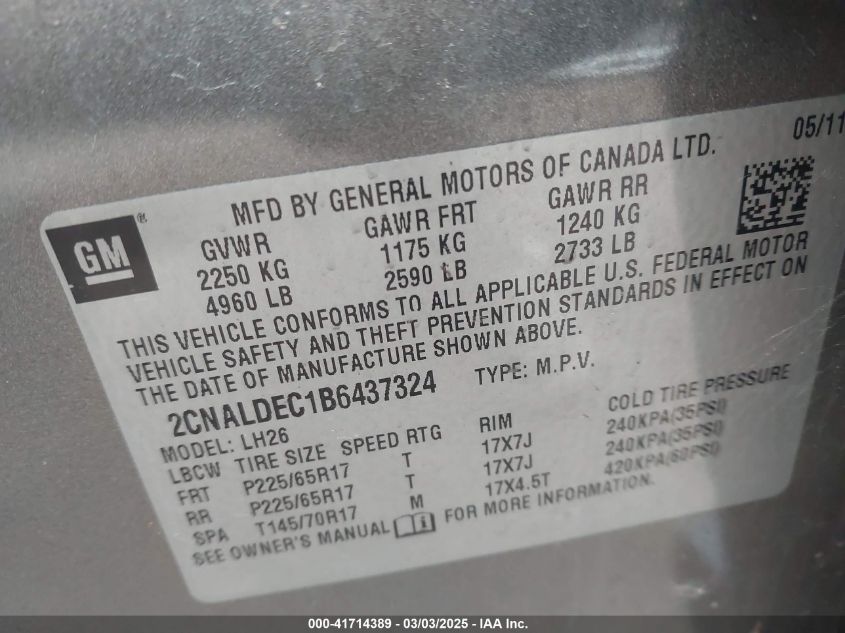 05/11
MFD BY GENERAL MOTORS OF CANADA LTD.
GM®
GVWR GAWR FRT GAWR RR
2250 KG 1175 KG 1240 KG
4960 LB 2590 LB 2733 LB
THIS VEHICLE CONFORMS TO ALL APPLICABLE U.S. FEDERAL MOTOR
VEHICLE SAFETY AND THEFT PREVENTION STANDARDS IN EFFECT ON
THE DATE OF MANUFACTURE SHOWN ABOVE.
2CNALDEC1B6437324 TYPE: M.P.V.
MODEL: LH26
LBCW TIRE SIZE SPEED RTG RIM COLD TIRE PRESSURE
FRT P225/65R17 T 17X7J 240KPA(35PSI)
RR P225/65R17 T 17X7J 240KPA(35PSI)
SPA T145/70R17 M 17X4.5T 420KPA(60PSI)
SEE OWNER'S MANUAL FOR MORE INFORMATION.
000-41714389 - 03/03/2025 - IAA Inc.